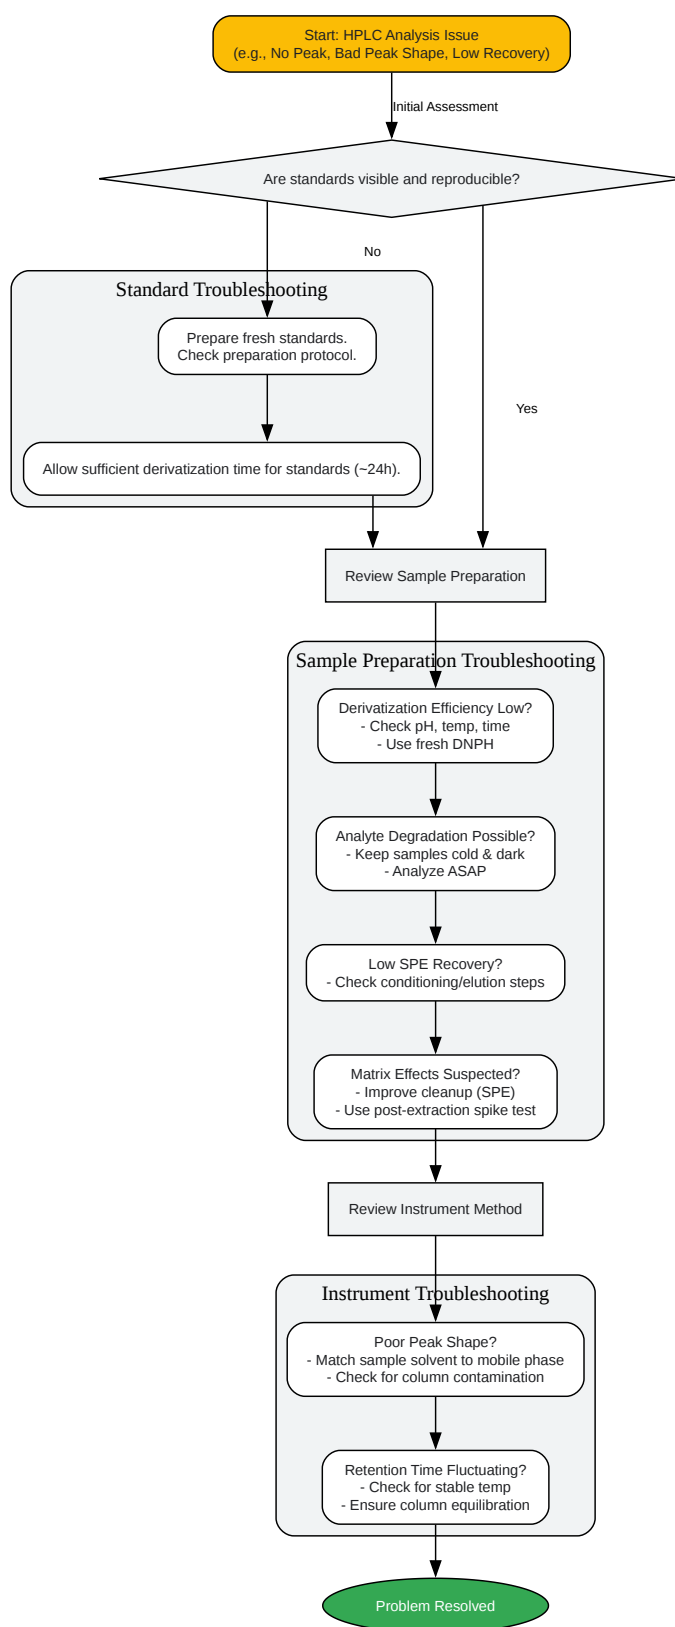 Start: HPLC Analysis Issue
(e.g., No Peak, Bad Peak Shape, Low Recovery)
Initial Assessment
Are standards visible and reproducible?
No
Standard Troubleshooting
Prepare fresh standards.
Check preparation protocol.
Yes
Allow sufficient derivatization time for standards (~24h).
Review Sample Preparation
Sample Preparation Troubleshooting
Derivatization Efficiency Low?
- Check pH, temp, time
- Use fresh DNPH
Analyte Degradation Possible?
- Keep samples cold & dark
- Analyze ASAP
Low SPE Recovery?
- Check conditioning/elution steps
Matrix Effects Suspected?
- Improve cleanup (SPE)
- Use post-extraction spike test
Review Instrument Method
Instrument Troubleshooting
Poor Peak Shape?
- Match sample solvent to mobile phase
- Check for column contamination
Retention Time Fluctuating?
- Check for stable temp
- Ensure column equilibration
Problem Resolved